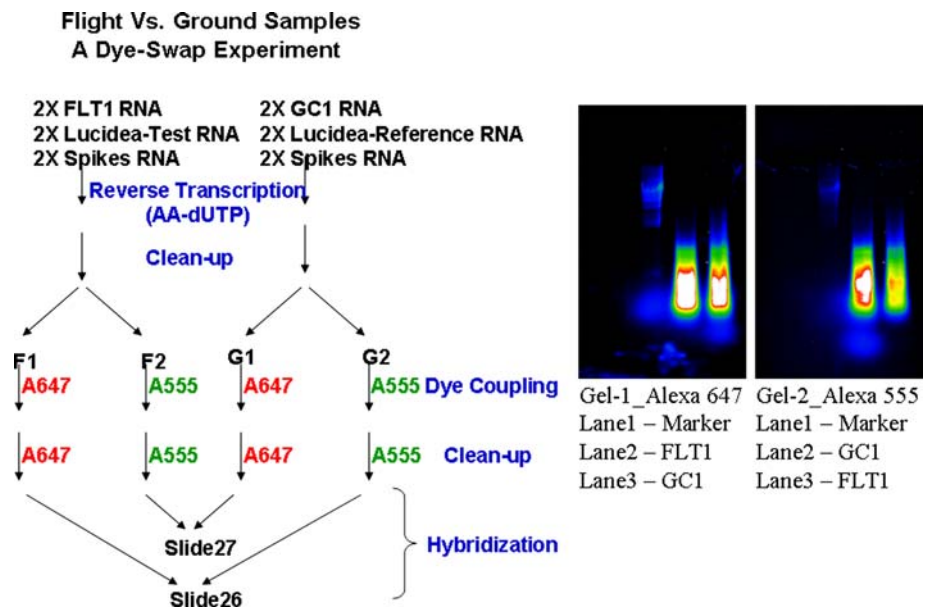 Flight Vs. Ground Samples
A Dye-Swap Experiment
2X FLT1 RNA
2X Lucidea-Test RNA
2X Spikes RNA
2X GC1 RNA
2X Lucidea-Reference RNA
2X Spikes RNA
Reverse Transcription
(AA-dUTP)
Clean-up
F1 F2 G1 G2
A647 A555 A647 A555 Dye Coupling
A647 A555 A647 A555 Clean-up
Slide27
Hybridization
Slide26
Gel-1_Alexa 647
Lane1 – Marker
Lane2 – FLT1
Lane3 – GC1
Gel-2_Alexa 555
Lane1 – Marker
Lane2 – GC1
Lane3 – FLT1